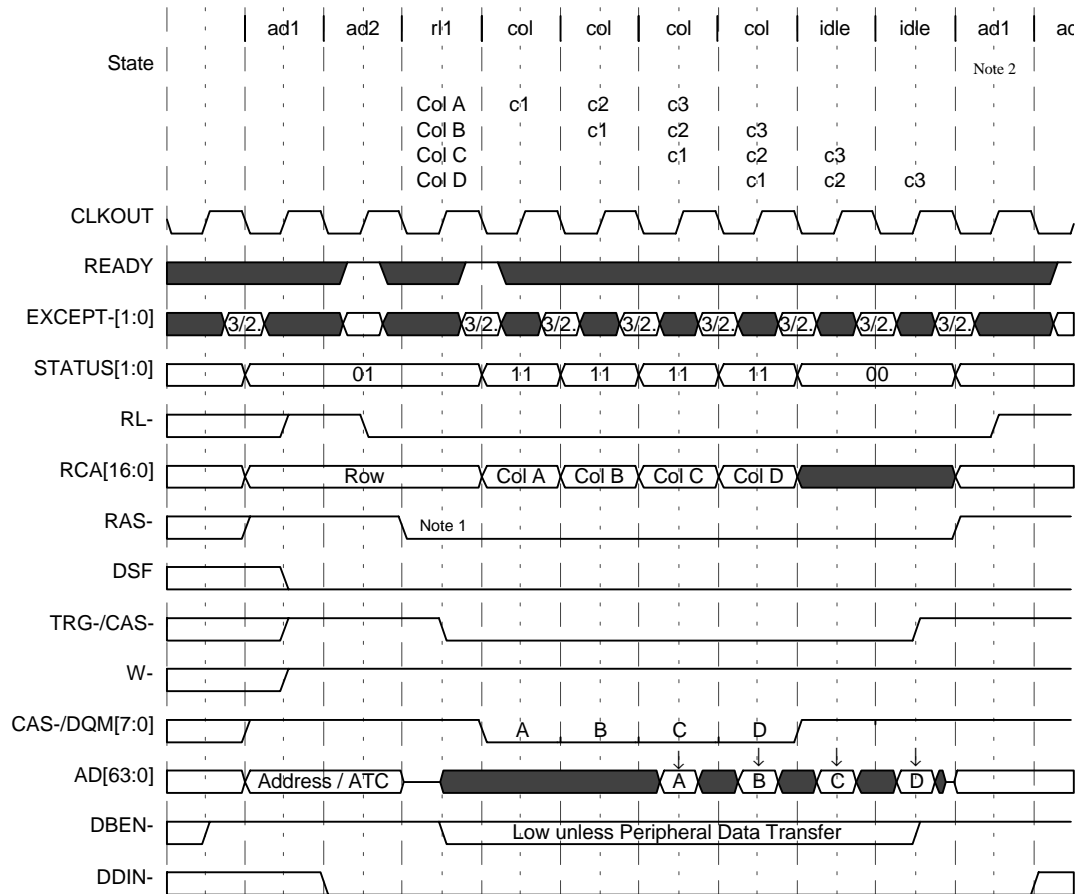 ad1 ad2 rl1 col col col col idle idle ad1 ad
State
Note 2
Col A c1 c2 c3
Col B c1 c2 c3
Col C c1 c2 c3
Col D c1 c2 c3
CLKOUT
READY
EXCEPT-[1:0] 3/2. 3/2. 3/2. 3/2. 3/2. 3/2. 3/2. 3/2.
STATUS[1:0] 01 11 11 11 11 00
RL-
RCA[16:0] Row Col A Col B Col C Col D
RAS- Note 1
DSF
TRG-/CAS-
W-
CAS-/DQM[7:0] A B C D
AD[63:0] Address / ATC A B C D
DBEN- Low unless Peripheral Data Transfer
DDIN-